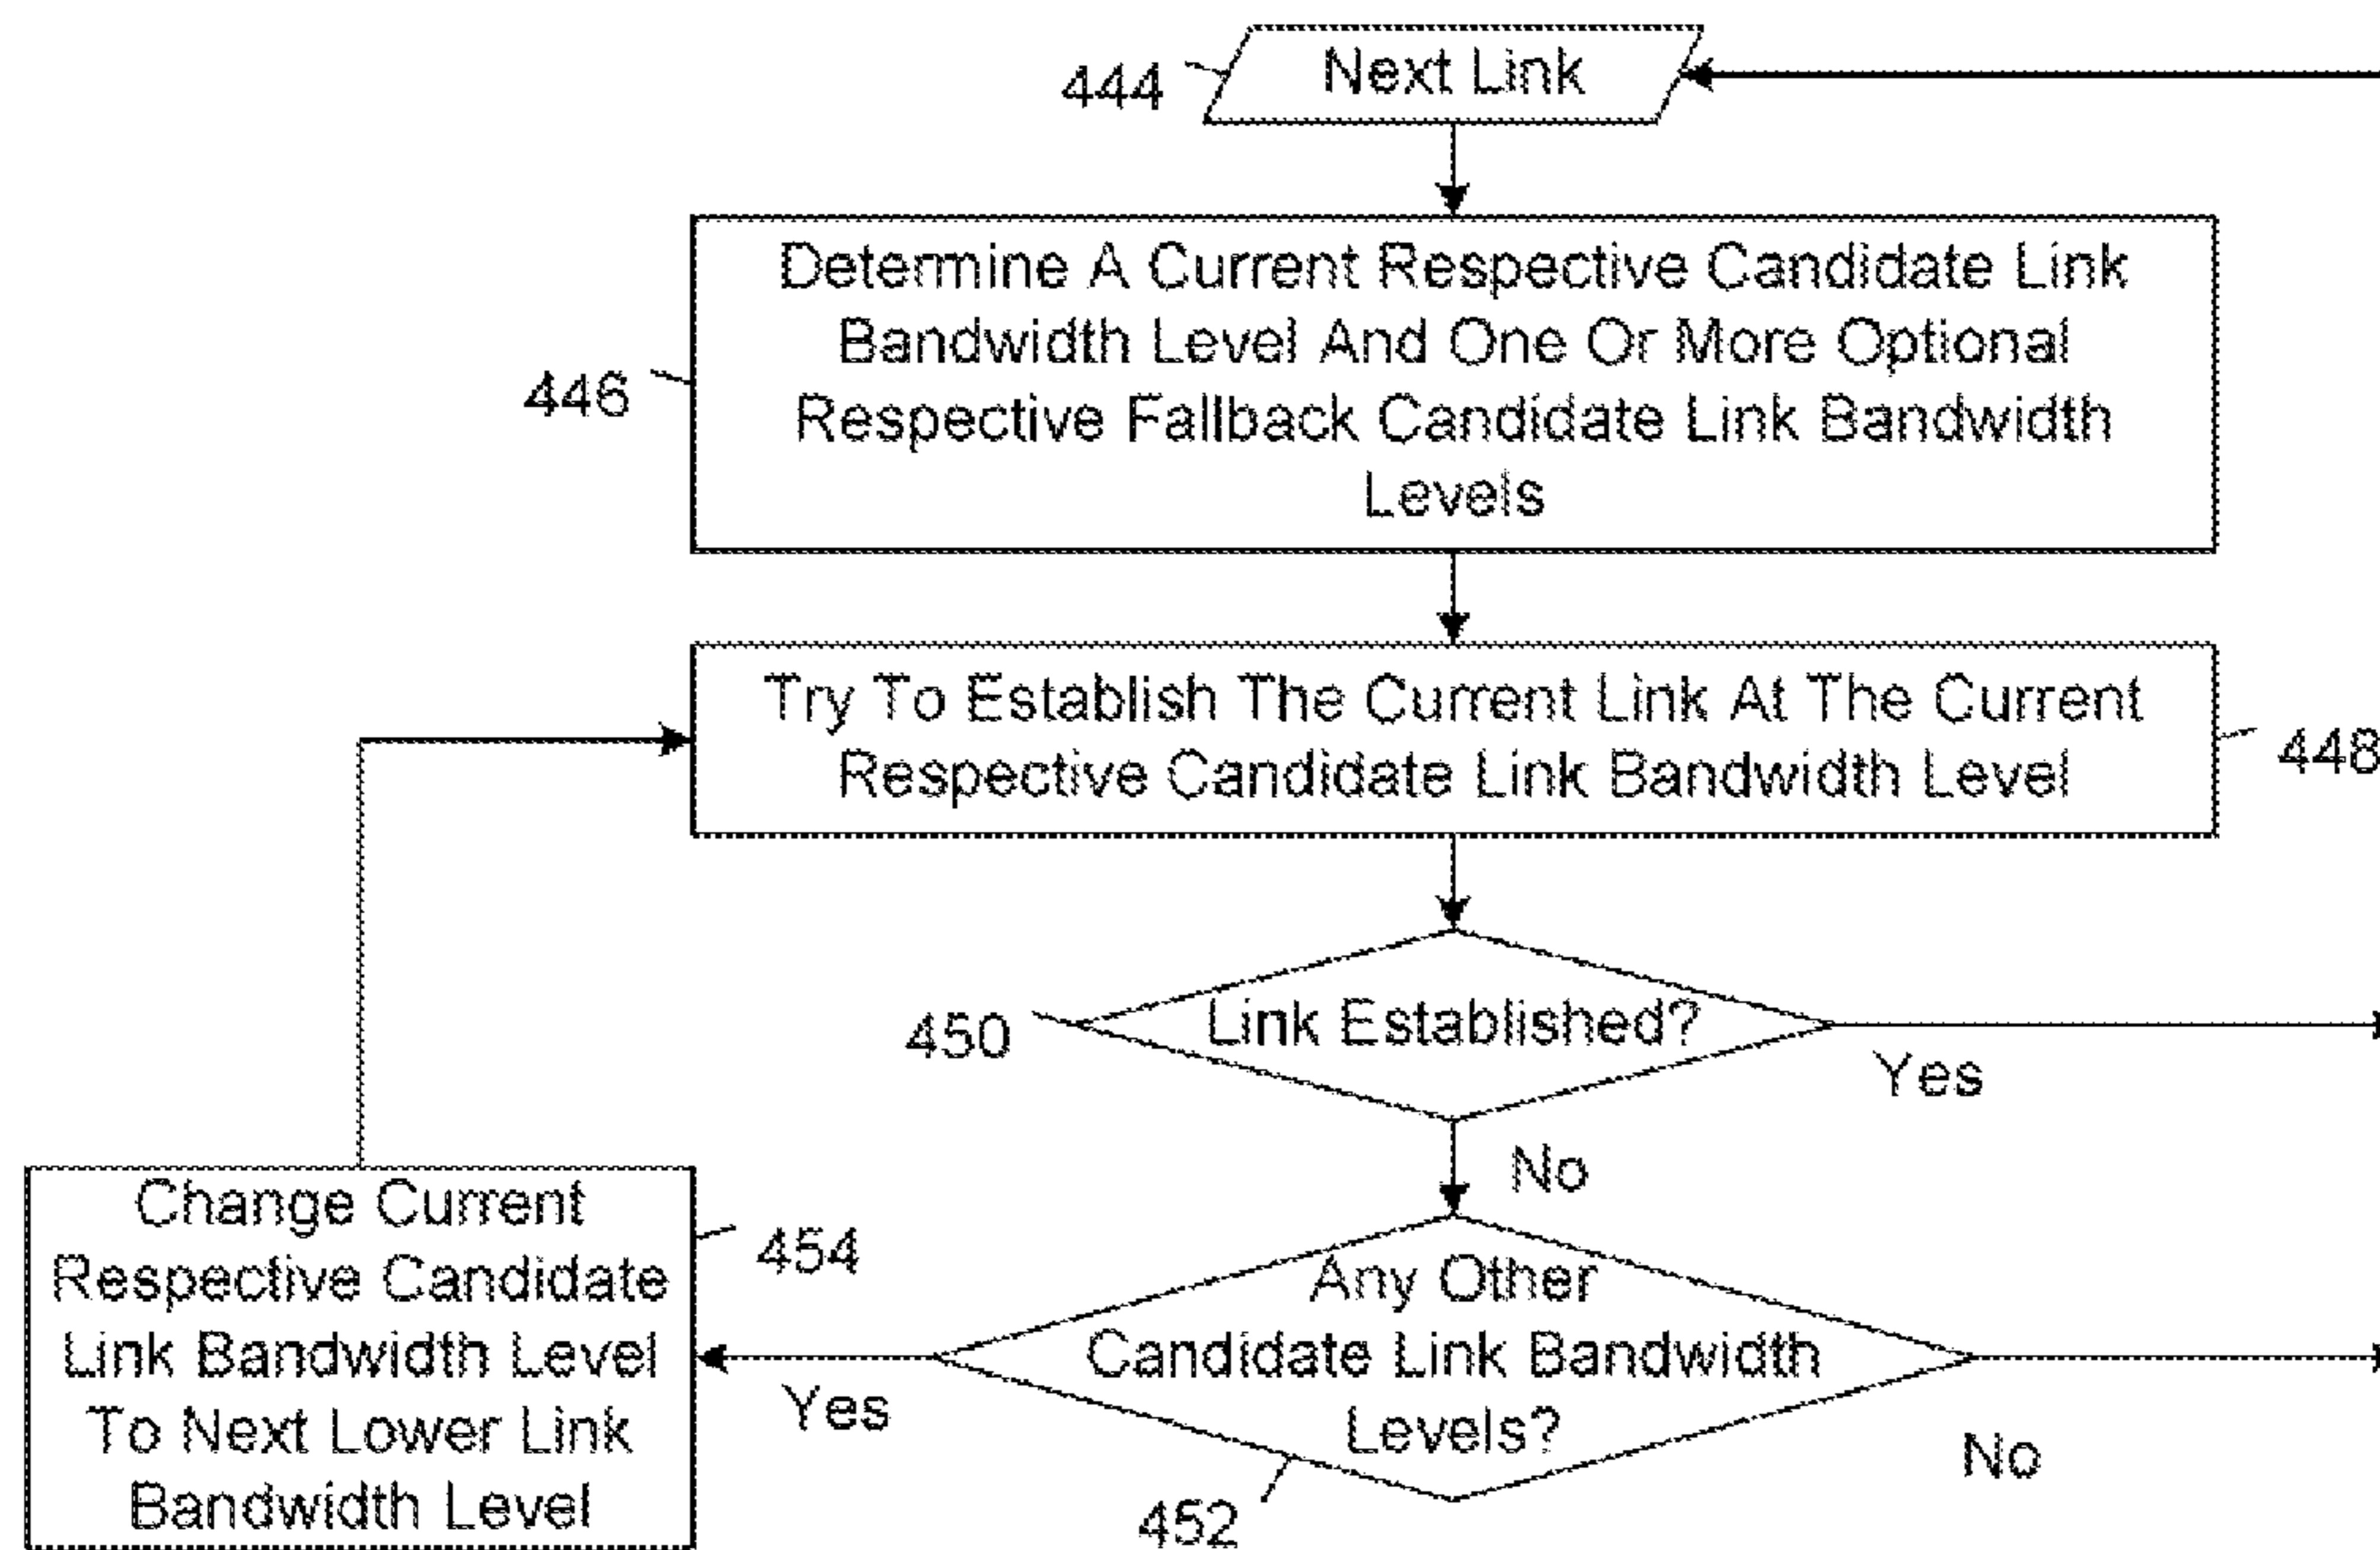 444
Next Link
446
Determine A Current Respective Candidate Link
Bandwidth Level And One Or More Optional
Respective Fallback Candidate Link Bandwidth
Levels
Try To Establish The Current Link At The Current
Respective Candidate Link Bandwidth Level
448
450
Link Established?
Yes
No
Change Current
Respective Candidate
Link Bandwidth Level
To Next Lower Link
Bandwidth Level
454
Yes
Any Other
Candidate Link Bandwidth
Levels?
No
452